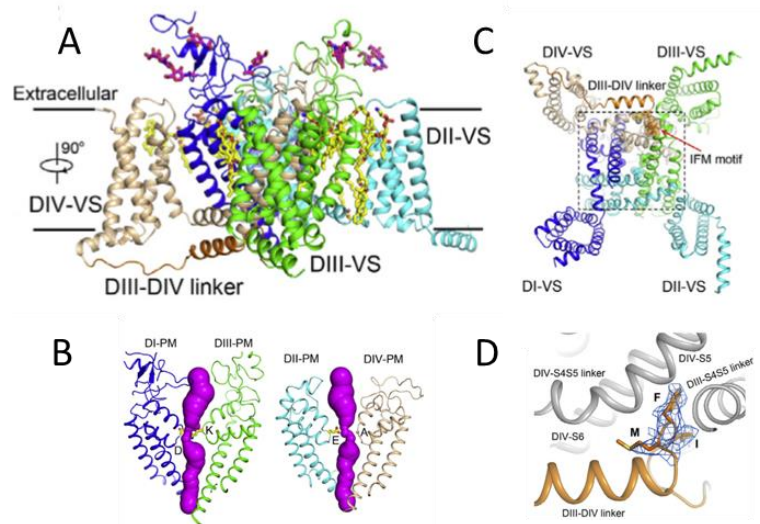 A
Extracellular
90°
DIV-VS
DII-VS
DIII-VS
DIII-DIV linker
C
DIV-VS
DIII-VS
DIII-DIV linker
IFM motif
DI-VS
DII-VS
B
DI-PM
DIII-PM
K
D
DII-PM
DIV-PM
E
A
D
DIV-S5
DIV-S4S5 linker
DIII-S4S5 linker
F
DIV-S6
M
I
DIII-DIV linker